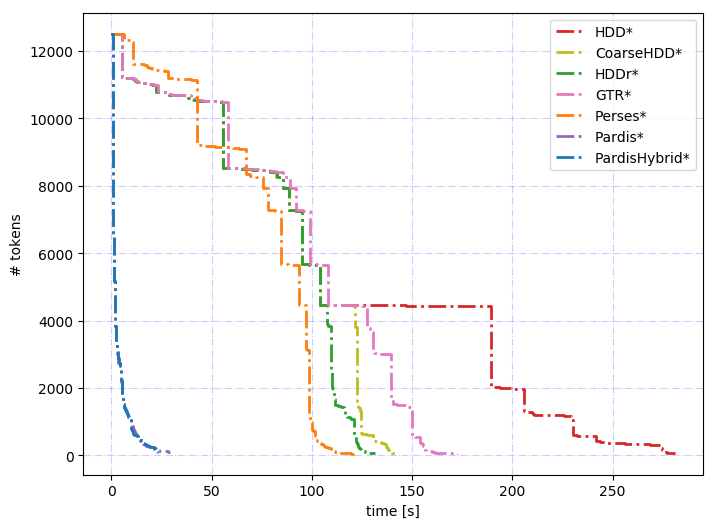 HDD*
CoarseHDD*
HDDr*
GTR*
Perses*
Pardis*
PardisHybrid*
12000
10000
8000
6000
4000
2000
0
# tokens
0 50 100 150 200 250
time [s]